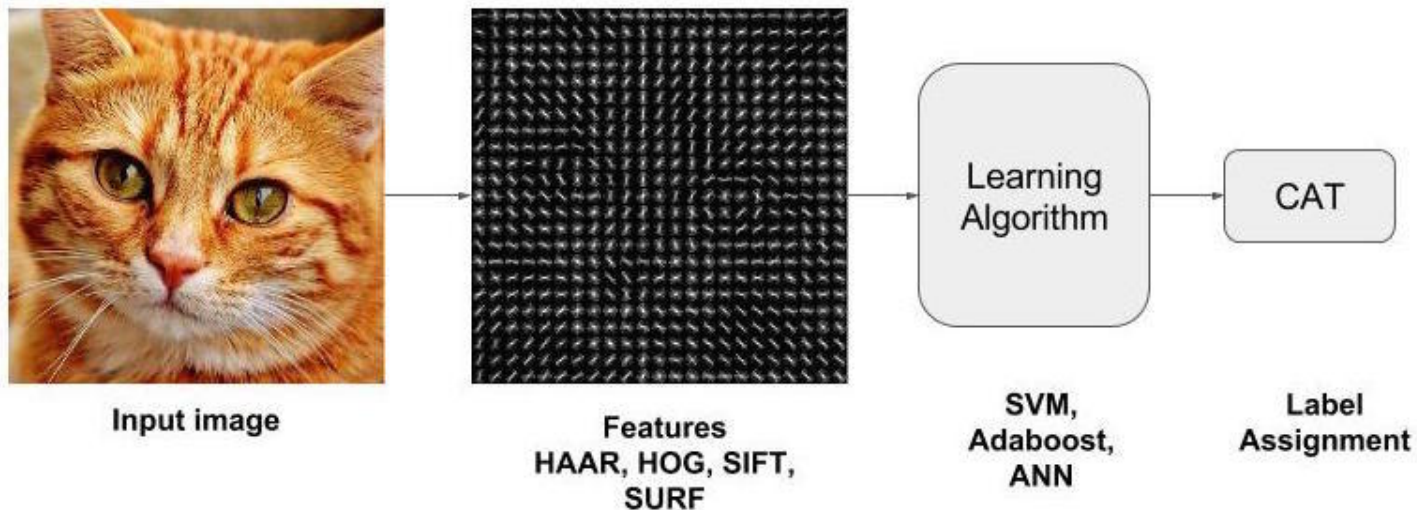 Learning
Algorithm
CAT
Input image
Features
HAAR, HOG, SIFT,
SURF
SVM,
Adaboost,
ANN
Label
Assignment